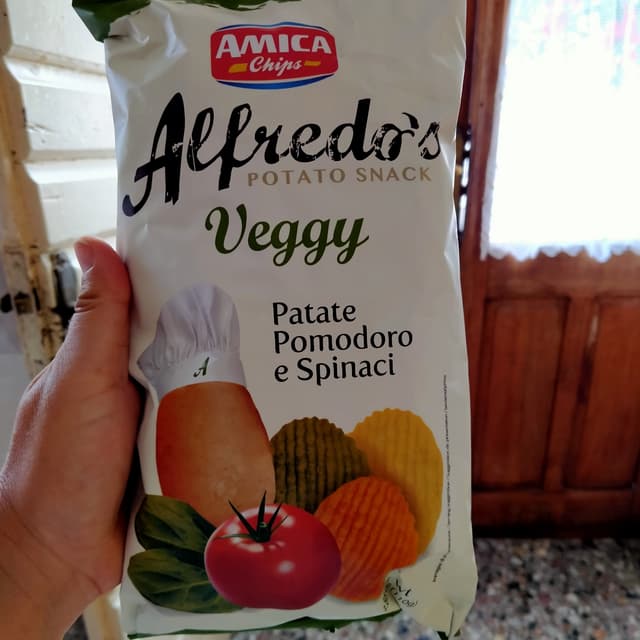 AMICA
Chips
Alfredo's
POTATO SNACK
Veggy
Patate
Pomodoro
e Spinaci
A